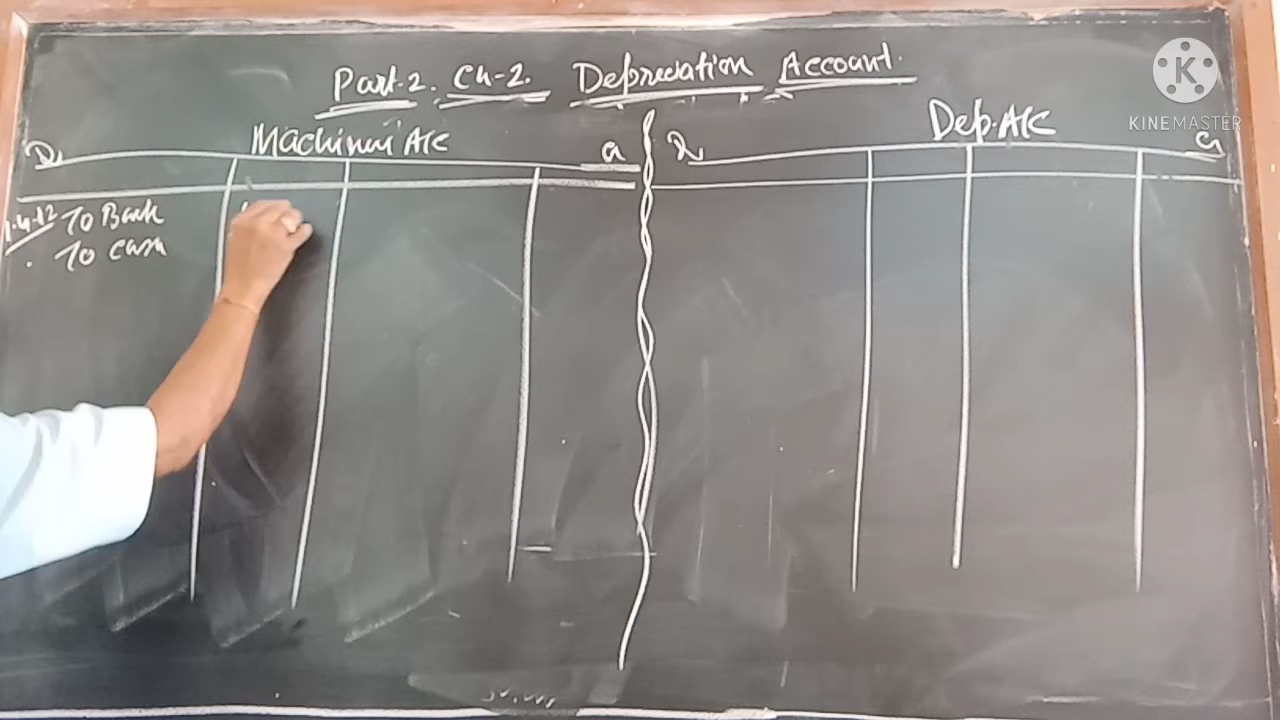 Part-2. Ch-2. Depreciation Account.
K
KINEMASTER
Machinery A/c
Dr
Cr
1-4-12 To Bank
To Cash
Dep. A/c
Dr
Cr